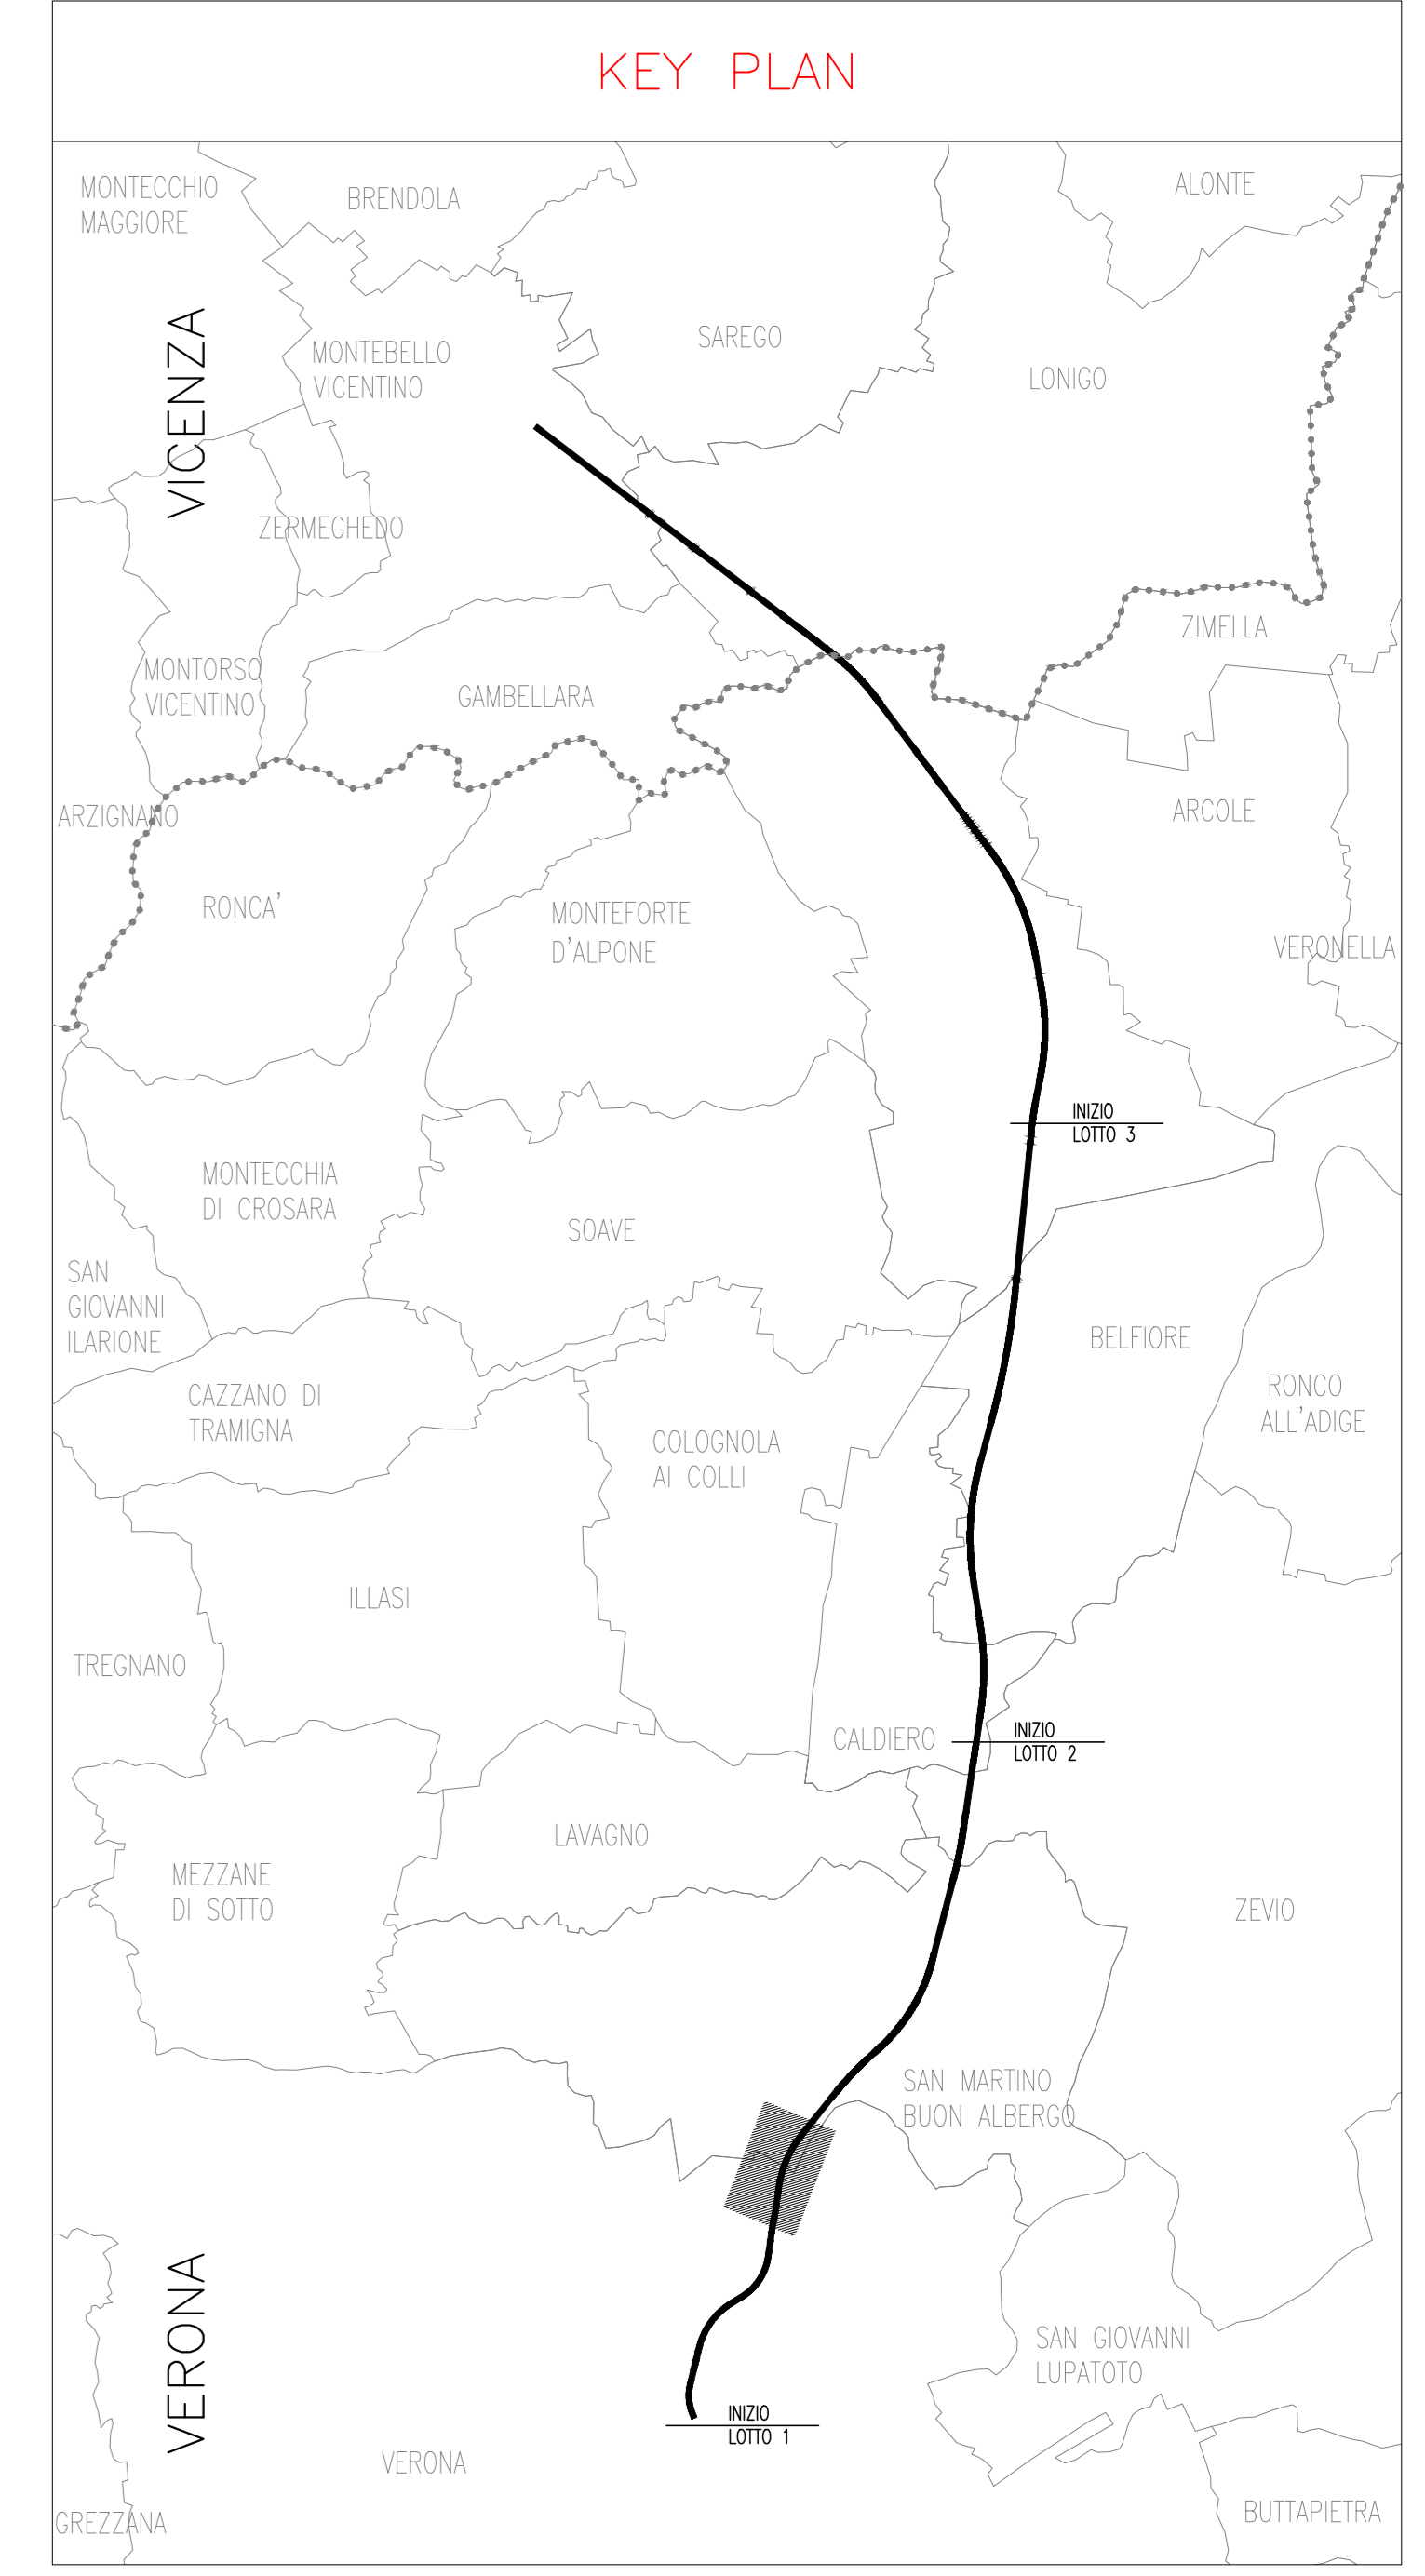 KEY PLAN
MONTECCHIO
MAGGIORE
BRENDOLA
ALONTE
VICENZA
MONTEBELLO
VICENTINO
SAREGO
LONIGO
ZERMEGHEDO
ZIMELLA
MONTORSO
VICENTINO
GAMBELLARA
ARZIGNANO
ARCOLE
RONCA'
MONTEFORTE
D'ALPONE
VERONELLA
INIZIO
LOTTO 3
MONTECCHIA
DI CROSARA
SOAVE
SAN
GIOVANNI
ILARIONE
BELFIORE
CAZZANO DI
TRAMIGNA
RONCO
ALL'ADIGE
COLOGNOLA
AI COLLI
ILLASI
TREGNANO
CALDIERO
INIZIO
LOTTO 2
LAVAGNO
MEZZANE
DI SOTTO
ZEVIO
SAN MARTINO
BUON ALBERGO
VERONA
SAN GIOVANNI
LUPATOTO
INIZIO
LOTTO 1
VERONA
GREZZANA
BUTTAPIETRA